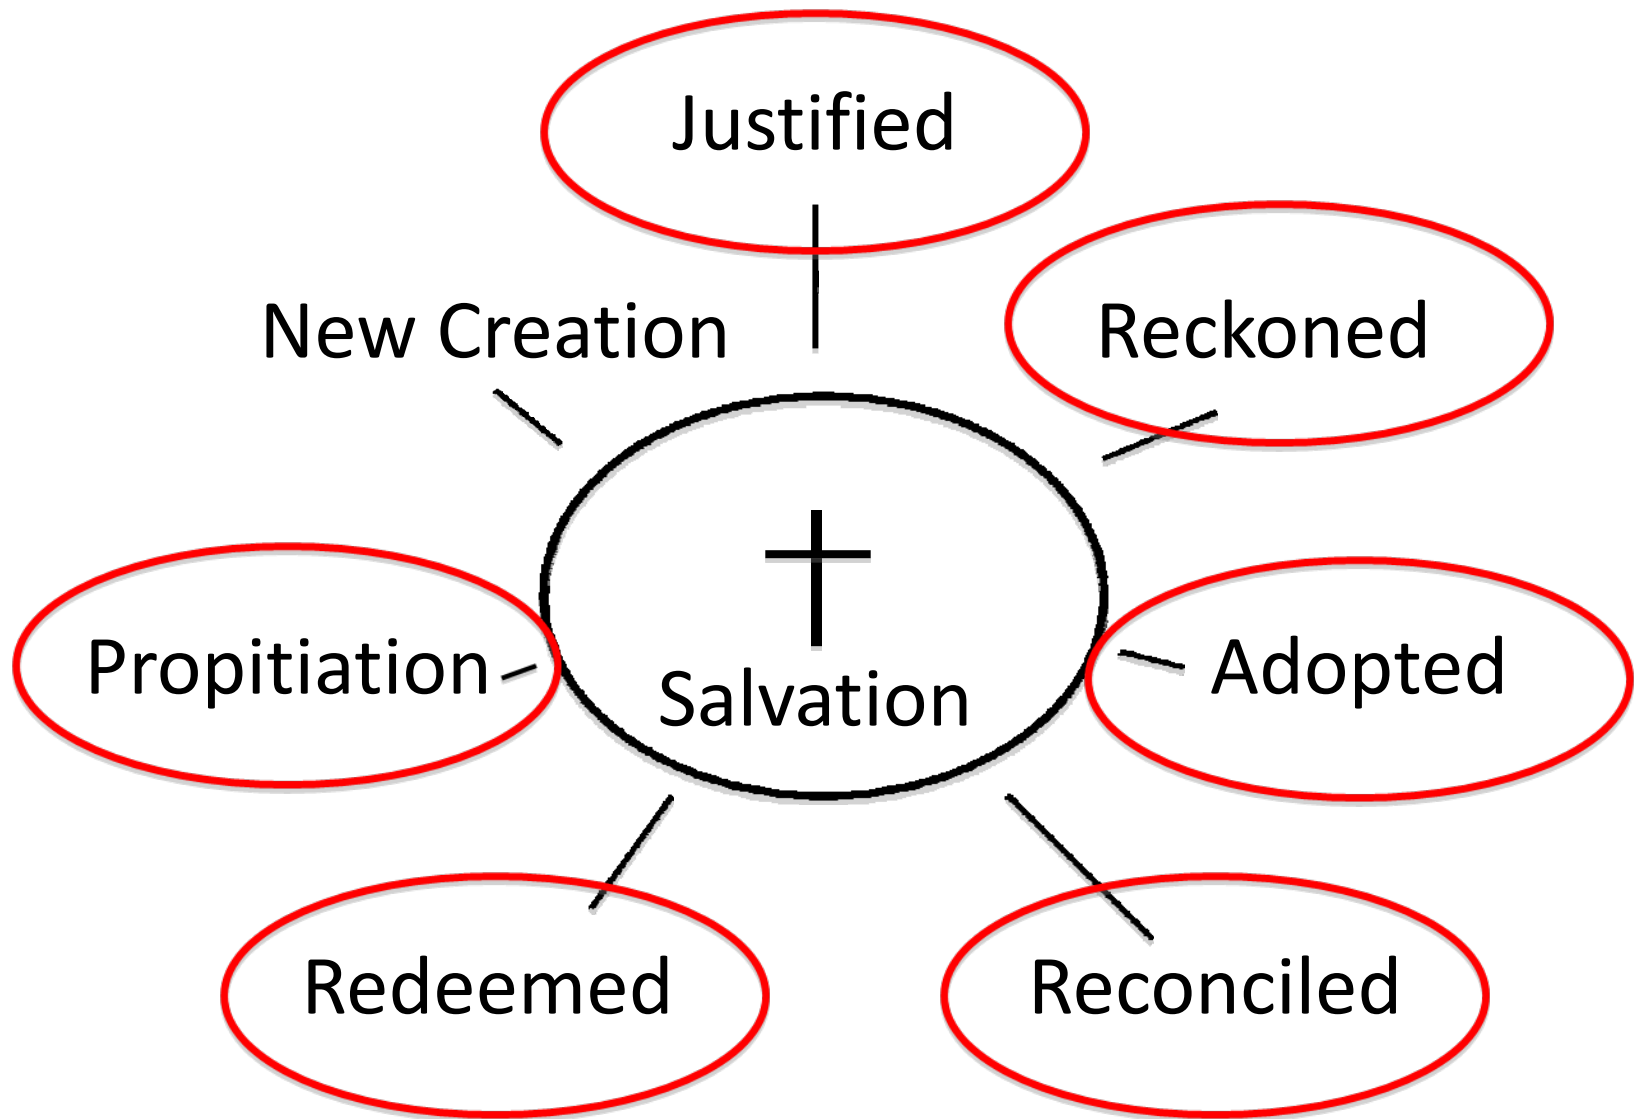 Justified
New Creation
Reckoned
Propitiation
Salvation
Adopted
Redeemed
Reconciled